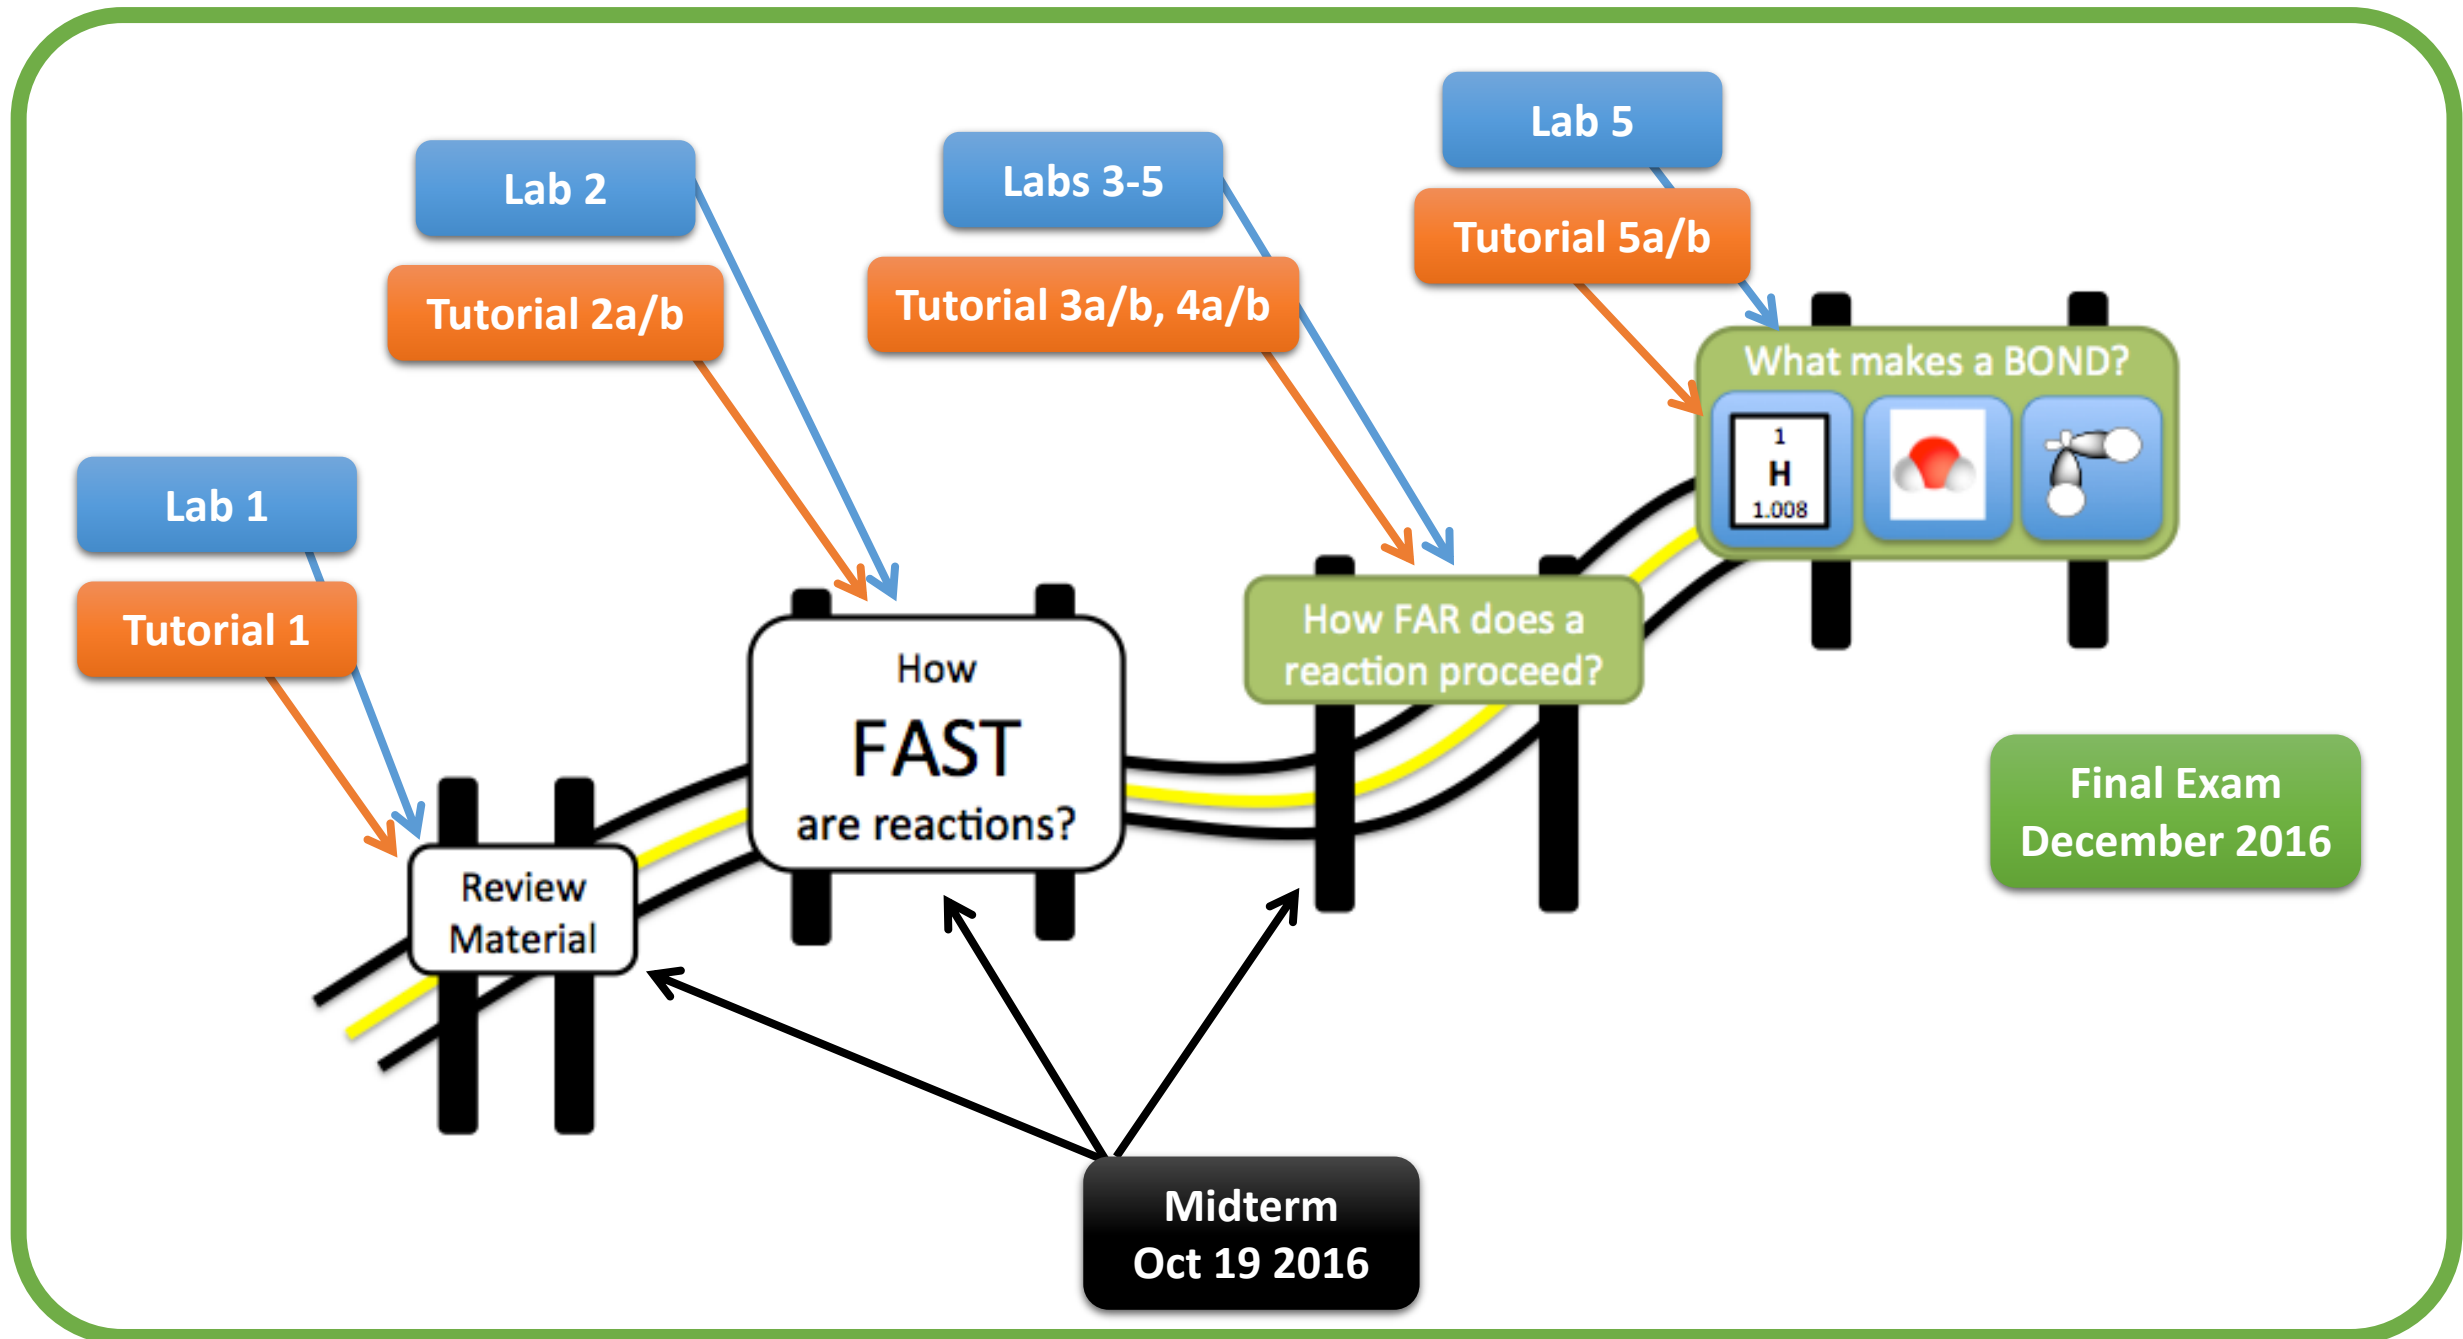 Lab 5
Lab 2
Labs 3-5
Tutorial 5a/b
Tutorial 2a/b
Tutorial 3a/b, 4a/b
What makes a BOND?
1
H
1.008
Lab 1
Tutorial 1
How
FAST
are reactions?
How FAR does a
reaction proceed?
Final Exam
December 2016
Review
Material
Midterm
Oct 19 2016